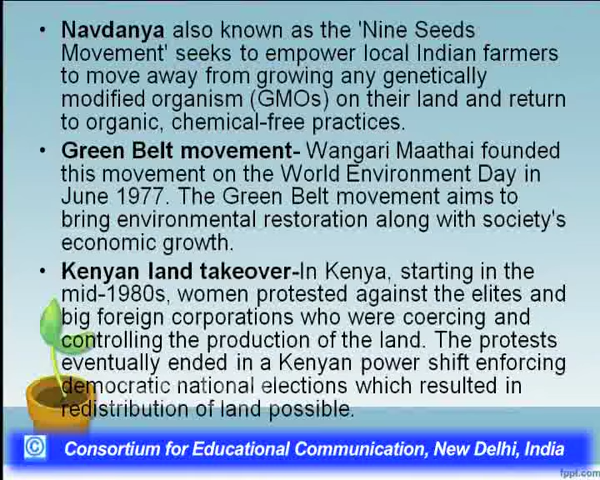 • Navdanya also known as the 'Nine Seeds
Movement' seeks to empower local Indian farmers
to move away from growing any genetically
modified organism (GMOs) on their land and return
to organic, chemical-free practices.
• Green Belt movement- Wangari Maathai founded
this movement on the World Environment Day in
June 1977. The Green Belt movement aims to
bring environmental restoration along with society's
economic growth.
• Kenyan land takeover-In Kenya, starting in the
mid-1980s, women protested against the elites and
big foreign corporations who were coercing and
controlling the production of the land. The protests
eventually ended in a Kenyan power shift enforcing
democratic national elections which resulted in
redistribution of land possible.
© Consortium for Educational Communication, New Delhi, India
fppt.com